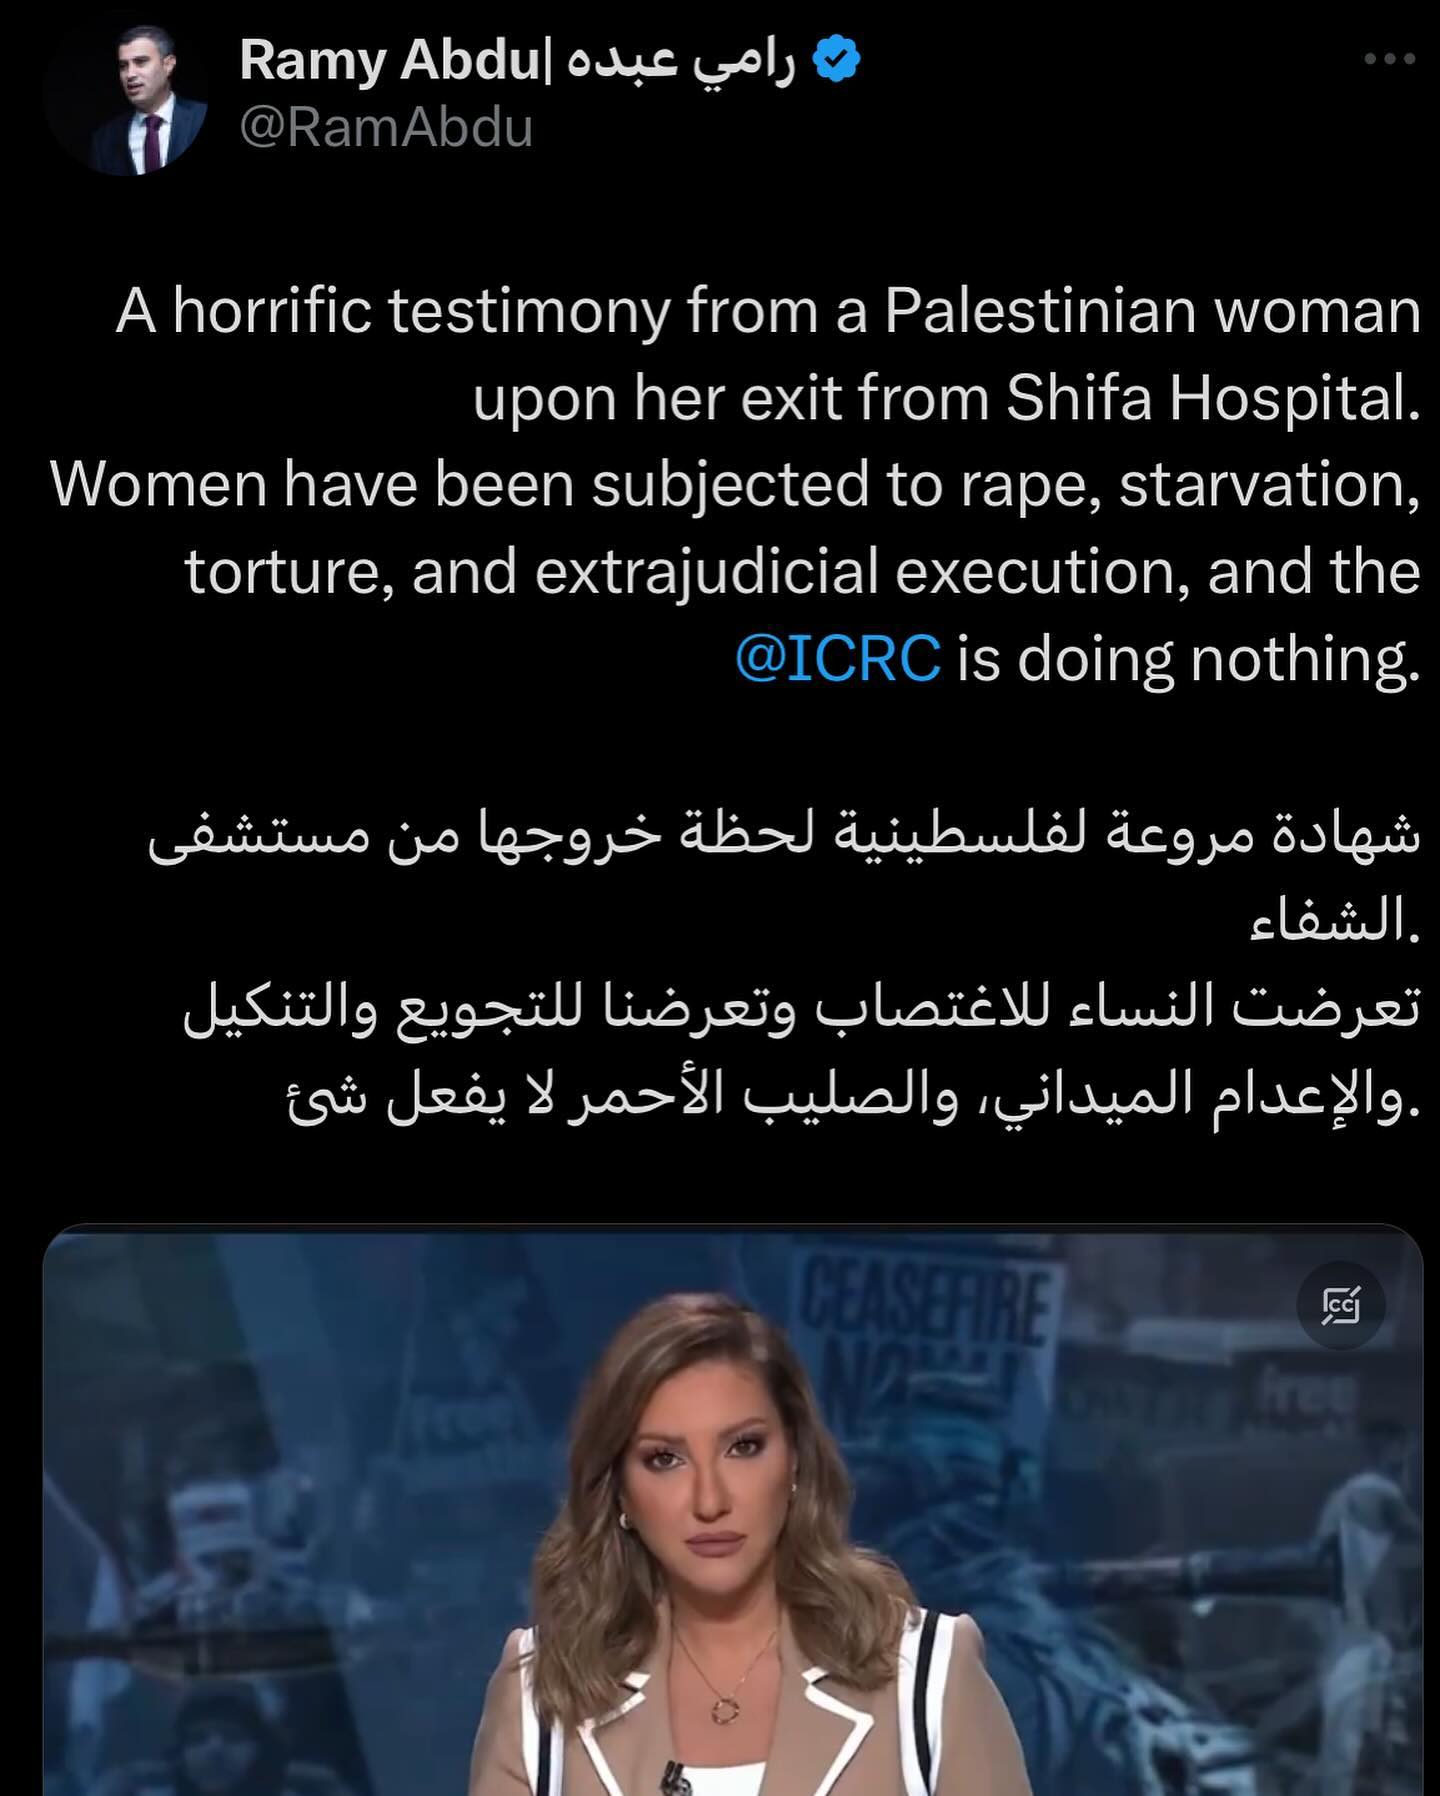 Ramy Abdu| رامي عبده
@RamAbdu
A horrific testimony from a Palestinian woman
upon her exit from Shifa Hospital.
Women have been subjected to rape, starvation,
torture, and extrajudicial execution, and the
@ICRC is doing nothing.
شهادة مروعة لفلسطينية لحظة خروجها من مستشفى
الشفاء.
تعرضت النساء للاغتصاب وتعرضنا للتجويع والتنكيل
والإعدام الميداني، والصليب الأحمر لا يفعل شئ.
CEASEFIRE
NOW
free
Free
CC